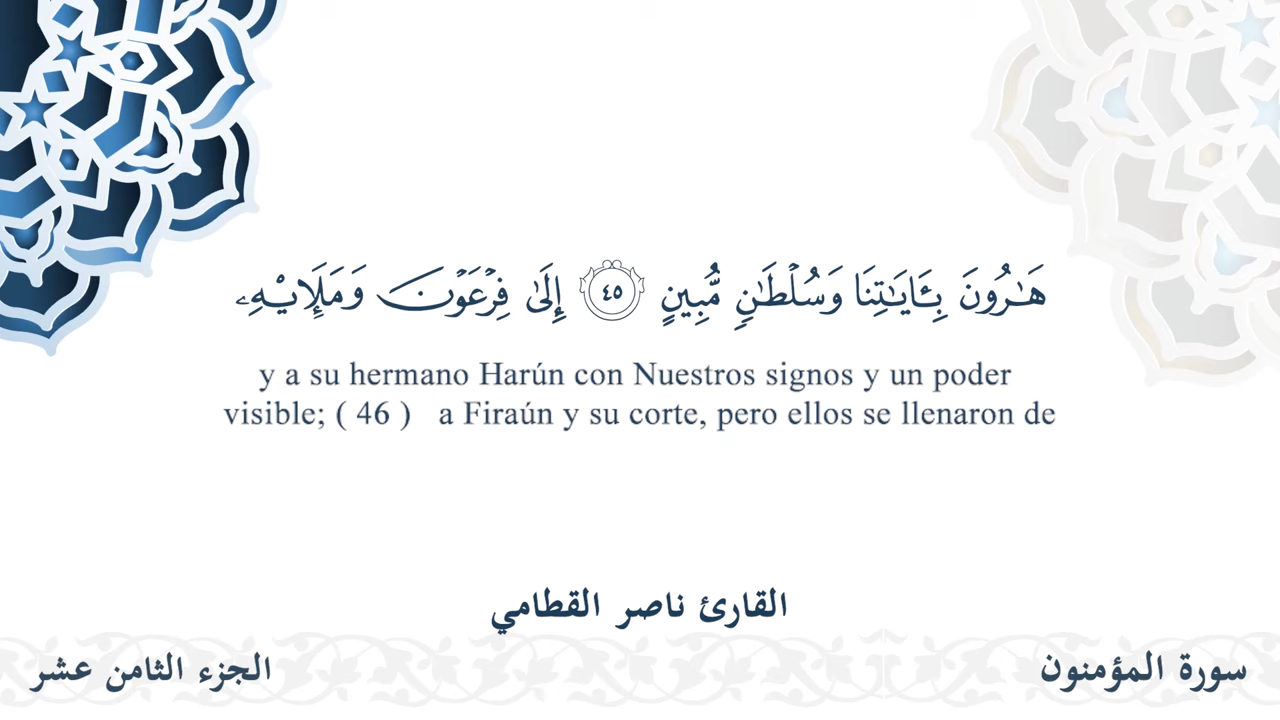 هَـٰرُونَ بِـَٔايَـٰتِنَا وَسُلْطَـٰنٍ مُّبِينٍ ٤٥ إِلَىٰ فِرْعَوْنَ وَمَلَإِي۟هِۦ
y a su hermano Harún con Nuestros signos y un poder
visible; ( 46 ) a Firaún y su corte, pero ellos se llenaron de
القارئ ناصر القطامي
سورة المؤمنون
الجزء الثامن عشر